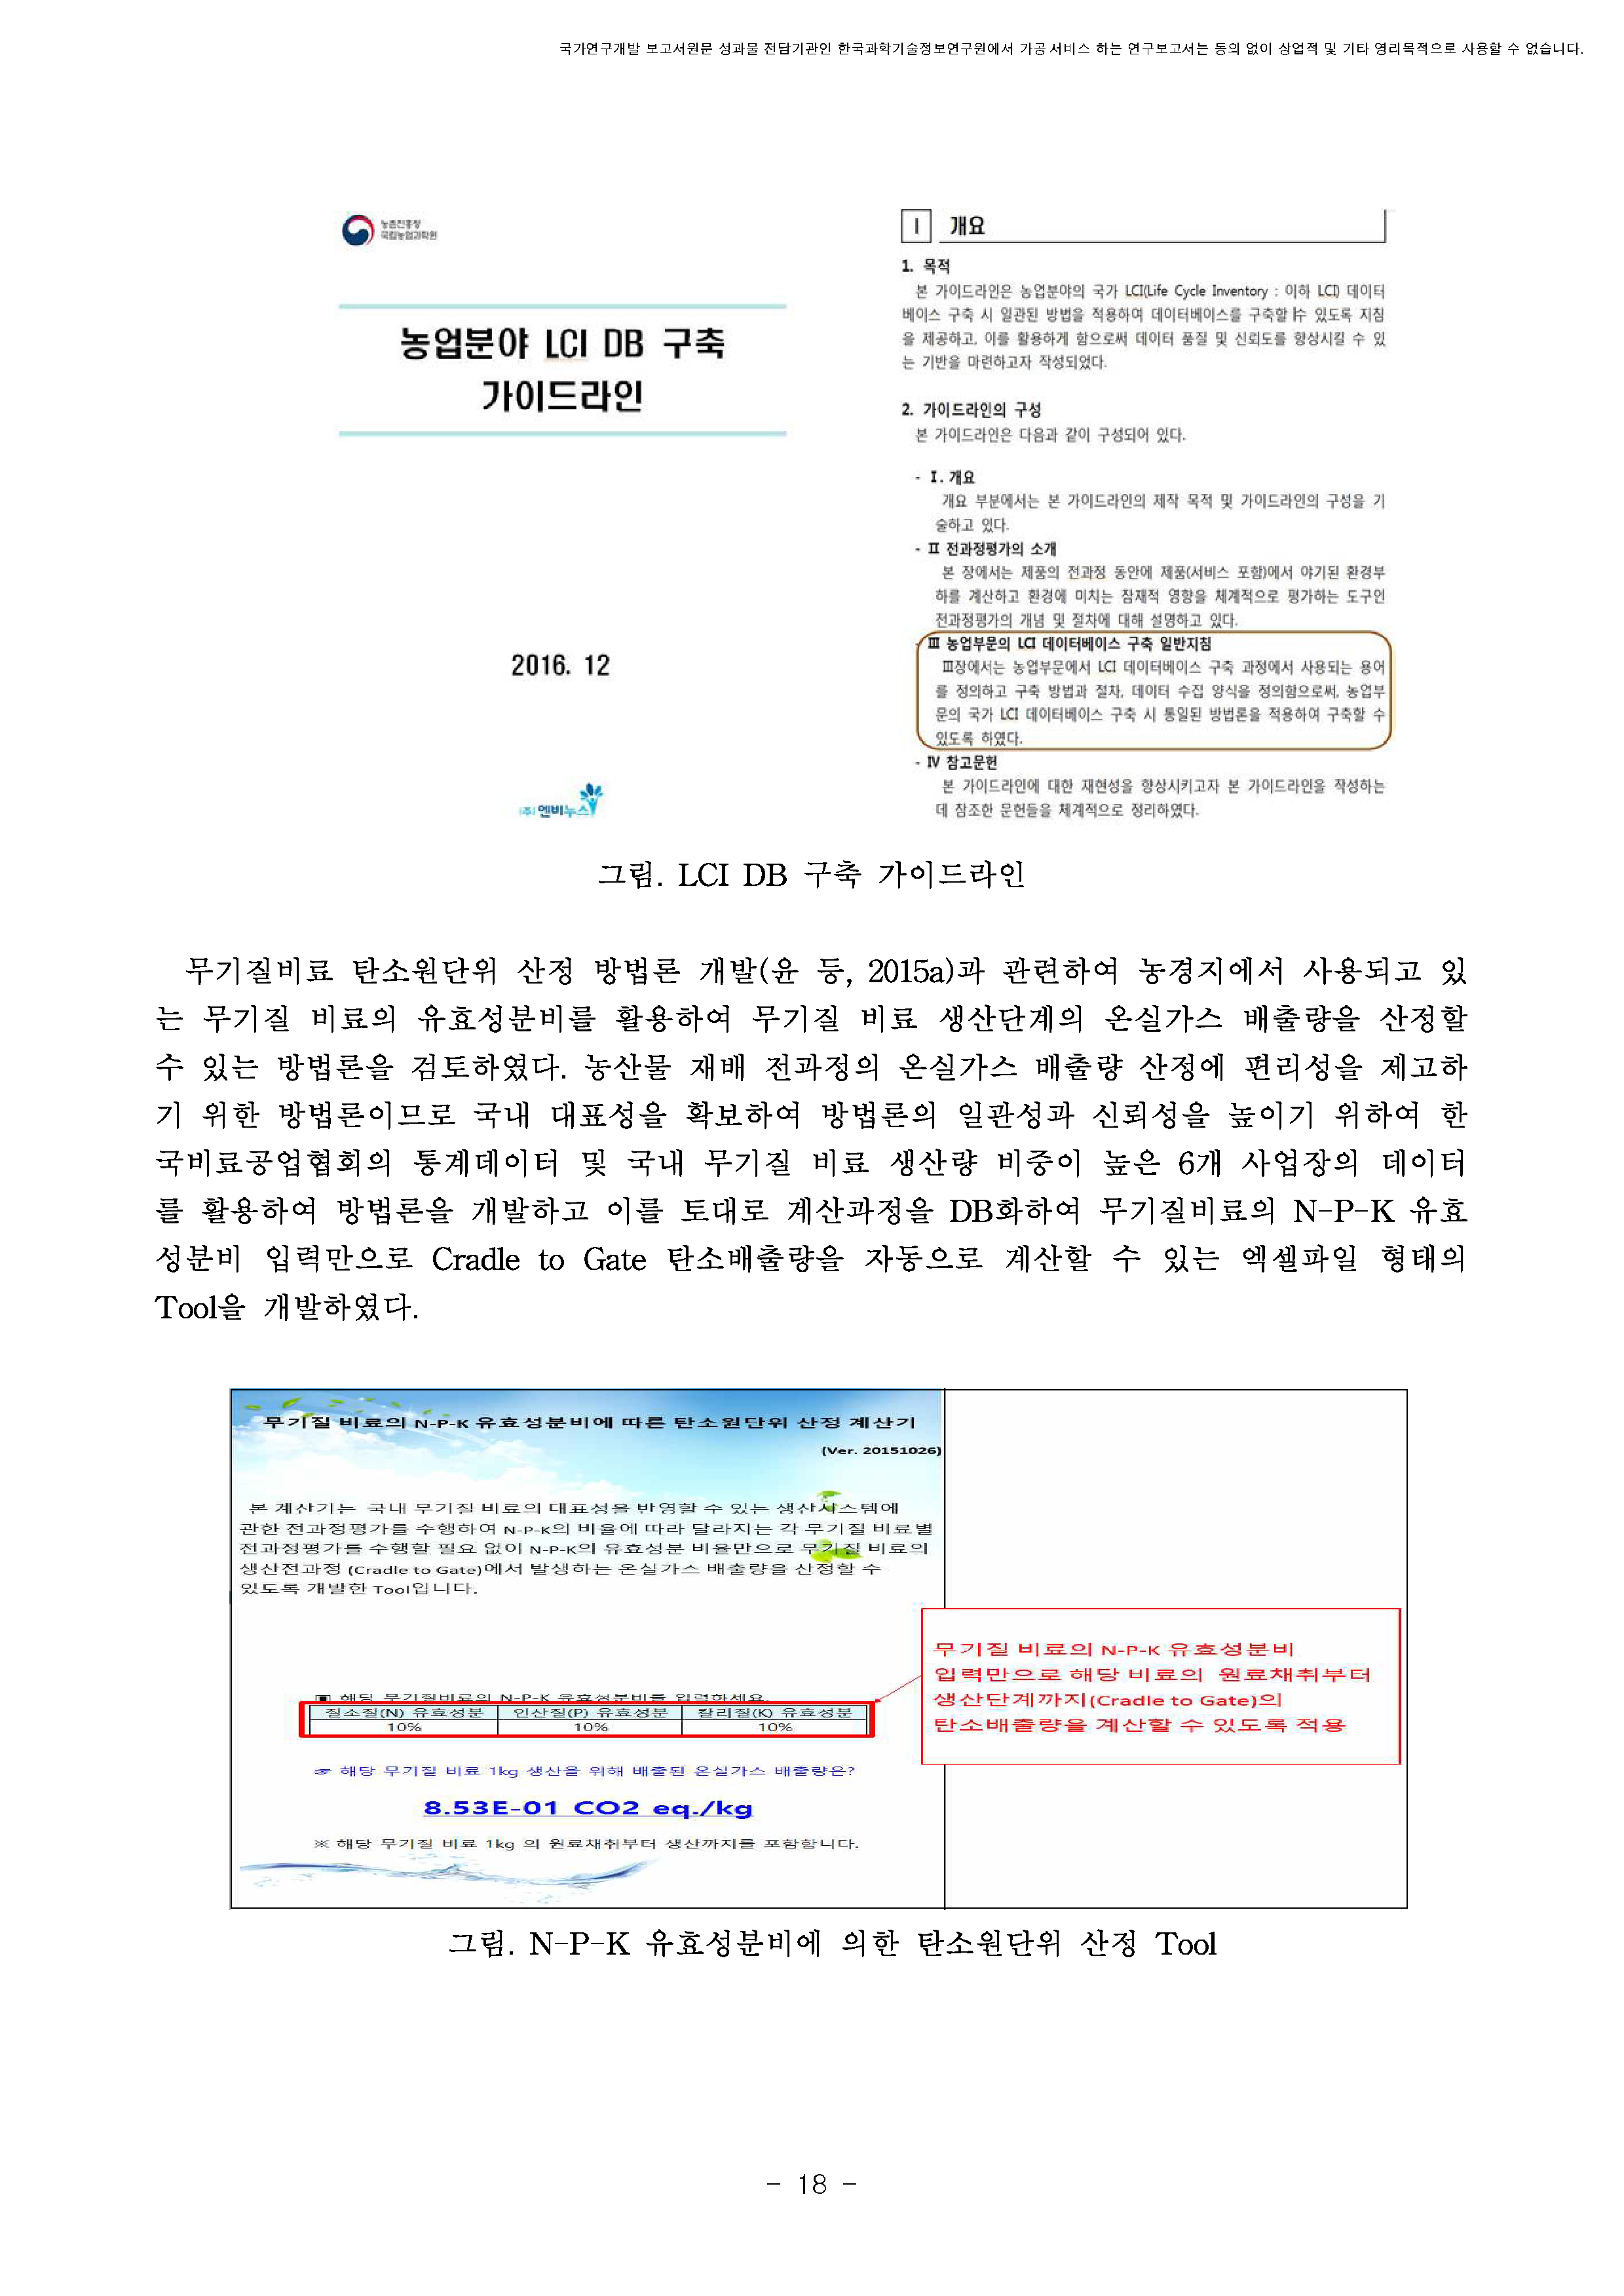 국가연구개발 보고서원문 성과물 전담기관인 한국과학기술정보연구원에서 가공·서비스 하는 연구보고서는 동의 없이 상업적 및 기타 영리목적으로 사용할 수 없습니다.
농촌진흥청
국립농업과학원
농업분야 LCI DB 구축
가이드라인
2016. 12
(주)엔비누스
I 개요
1. 목적
본 가이드라인은 농업분야의 국가 LCI(Life Cycle Inventory : 이하 LCI) 데이터
베이스 구축 시 일관된 방법을 적용하여 데이터베이스를 구축할 수 있도록 지침
을 제공하고, 이를 활용하게 함으로써 데이터 품질 및 신뢰도를 향상시킬 수 있
는 기반을 마련하고자 작성되었다.
2. 가이드라인의 구성
본 가이드라인은 다음과 같이 구성되어 있다.
- I. 개요
개요 부분에서는 본 가이드라인의 제작 목적 및 가이드라인의 구성을 기
술하고 있다.
- Ⅱ 전과정평가의 소개
본 장에서는 제품의 전과정 동안에 제품(서비스 포함)에서 야기된 환경부
하를 계산하고 환경에 미치는 잠재적 영향을 체계적으로 평가하는 도구인
전과정평가의 개념 및 절차에 대해 설명하고 있다.
- Ⅲ 농업부문의 LCI 데이터베이스 구축 일반지침
Ⅲ장에서는 농업부문에서 LCI 데이터베이스 구축 과정에서 사용되는 용어
를 정의하고 구축 방법과 절차, 데이터 수집 양식을 정의함으로써, 농업부
문의 국가 LCI 데이터베이스 구축 시 통일된 방법론을 적용하여 구축할 수
있도록 하였다.
- Ⅳ 참고문헌
본 가이드라인에 대한 재현성을 향상시키고자 본 가이드라인을 작성하는
데 참조한 문헌들을 체계적으로 정리하였다.
그림. LCI DB 구축 가이드라인
무기질비료 탄소원단위 산정 방법론 개발(윤 등, 2015a)과 관련하여 농경지에서 사용되고 있
는 무기질 비료의 유효성분비를 활용하여 무기질 비료 생산단계의 온실가스 배출량을 산정할
수 있는 방법론을 검토하였다. 농산물 재배 전과정의 온실가스 배출량 산정에 편리성을 제고하
기 위한 방법론이므로 국내 대표성을 확보하여 방법론의 일관성과 신뢰성을 높이기 위하여 한
국비료공업협회의 통계데이터 및 국내 무기질 비료 생산량 비중이 높은 6개 사업장의 데이터
를 활용하여 방법론을 개발하고 이를 토대로 계산과정을 DB화하여 무기질비료의 N-P-K 유효
성분비 입력만으로 Cradle to Gate 탄소배출량을 자동으로 계산할 수 있는 엑셀파일 형태의
Tool을 개발하였다.
무기질 비료의 N-P-K 유효성분비에 따른 탄소원단위 산정 계산기
(Ver. 20151026)
본 계산기는 국내 무기질 비료의 대표성을 반영할 수 있는 생산시스템에
관한 전과정평가를 수행하여 N-P-K의 비율에 따라 달라지는 각 무기질 비료별
전과정평가를 수행할 필요 없이 N-P-K의 유효성분 비율만으로 무기질 비료의
생산전과정 (Cradle to Gate)에서 발생하는 온실가스 배출량을 산정할 수
있도록 개발한 Tool입니다.
▣ 해당 무기질비료의 N-P-K 유효성분비를 입력하세요.
질소질(N) 유효성분 인산질(P) 유효성분 칼리질(K) 유효성분
10% 10% 10%
☞ 해당 무기질 비료 1kg 생산을 위해 배출된 온실가스 배출량은?
8.53E-01 CO2 eq./kg
※ 해당 무기질 비료 1kg 의 원료채취부터 생산까지를 포함합니다.
무기질 비료의 N-P-K 유효성분비
입력만으로 해당 비료의 원료채취부터
생산단계까지(Cradle to Gate)의
탄소배출량을 계산할 수 있도록 적용
그림. N-P-K 유효성분비에 의한 탄소원단위 산정 Tool
- 18 -